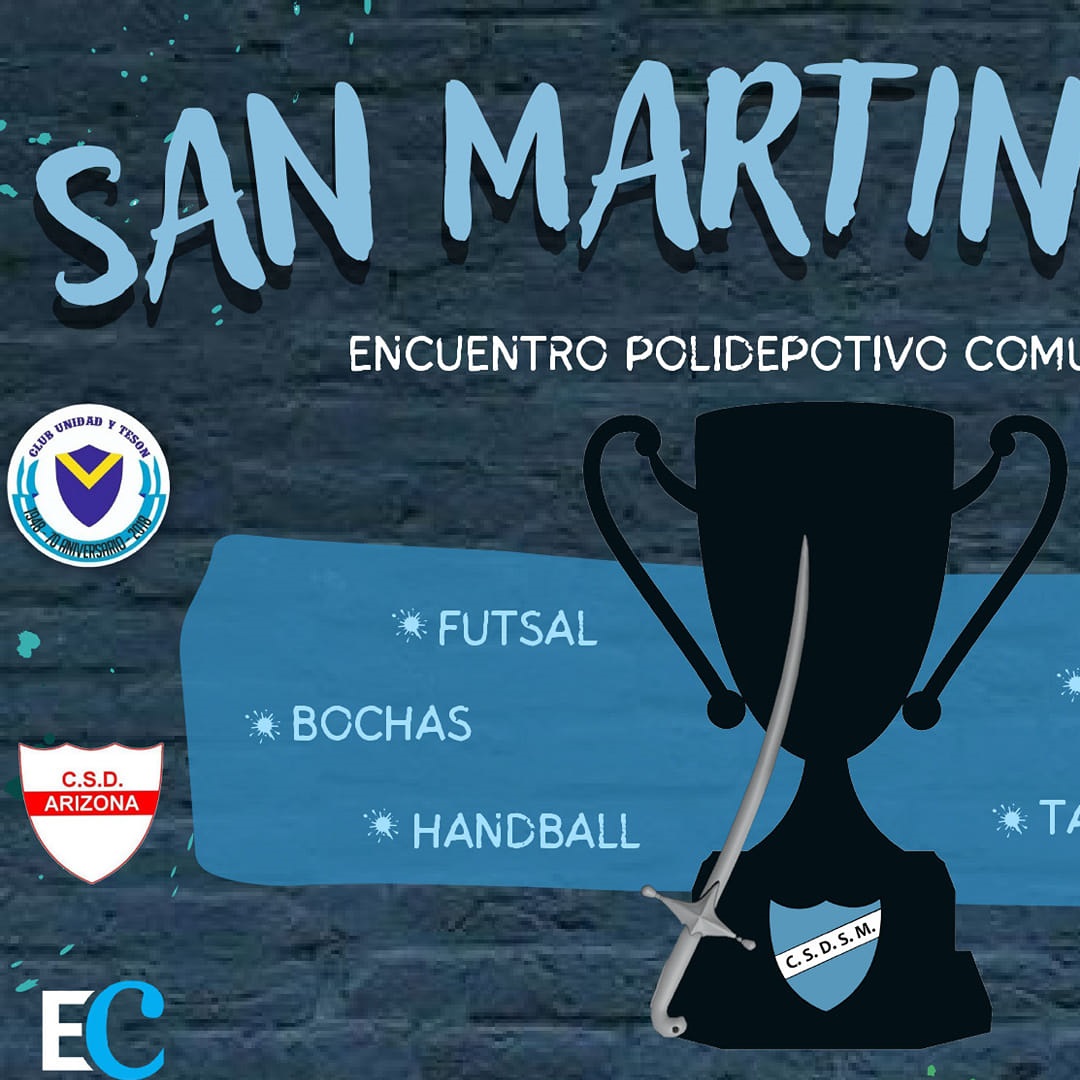 SAN MARTIN
ENCUENTRO POLIDEPOTIVO COMU
CLUB UNIDAD Y TESON
1948-70 ANIVERSARIO-2018
FUTSAL
BOCHAS
C.S.D.
ARIZONA
HANDBALL
TA
C. S. D. S. M.
EC